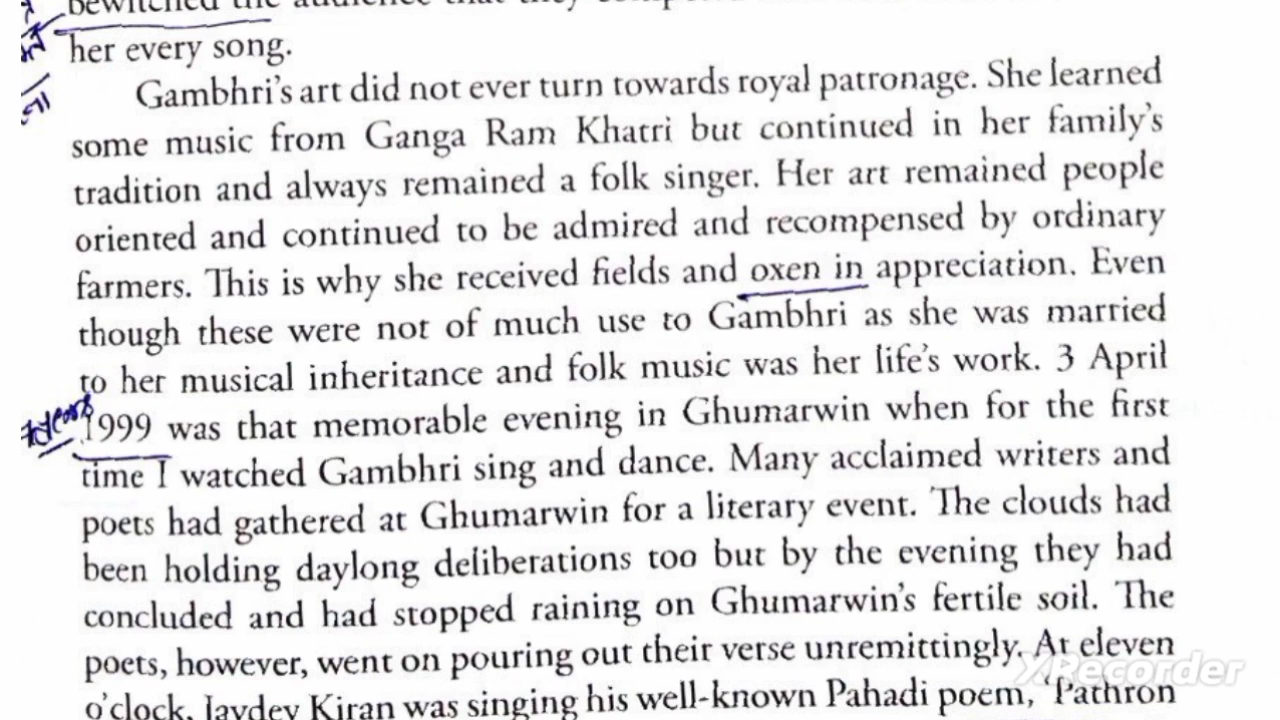 bewitched the audience that they
her every song.
Gambhri's art did not ever turn towards royal patronage. She learned
some music from Ganga Ram Khatri but continued in her family's
tradition and always remained a folk singer. Her art remained people
oriented and continued to be admired and recompensed by ordinary
farmers. This is why she received fields and oxen in appreciation. Even
though these were not of much use to Gambhri as she was married
to her musical inheritance and folk music was her life's work. 3 April
1999 was that memorable evening in Ghumarwin when for the first
time I watched Gambhri sing and dance. Many acclaimed writers and
poets had gathered at Ghumarwin for a literary event. The clouds had
been holding daylong deliberations too but by the evening they had
concluded and had stopped raining on Ghumarwin's fertile soil. The
poets, however, went on pouring out their verse unremittingly. At eleven
o'clock, Jaydev Kiran was singing his well-known Pahadi poem, 'Pathron
XRecorder